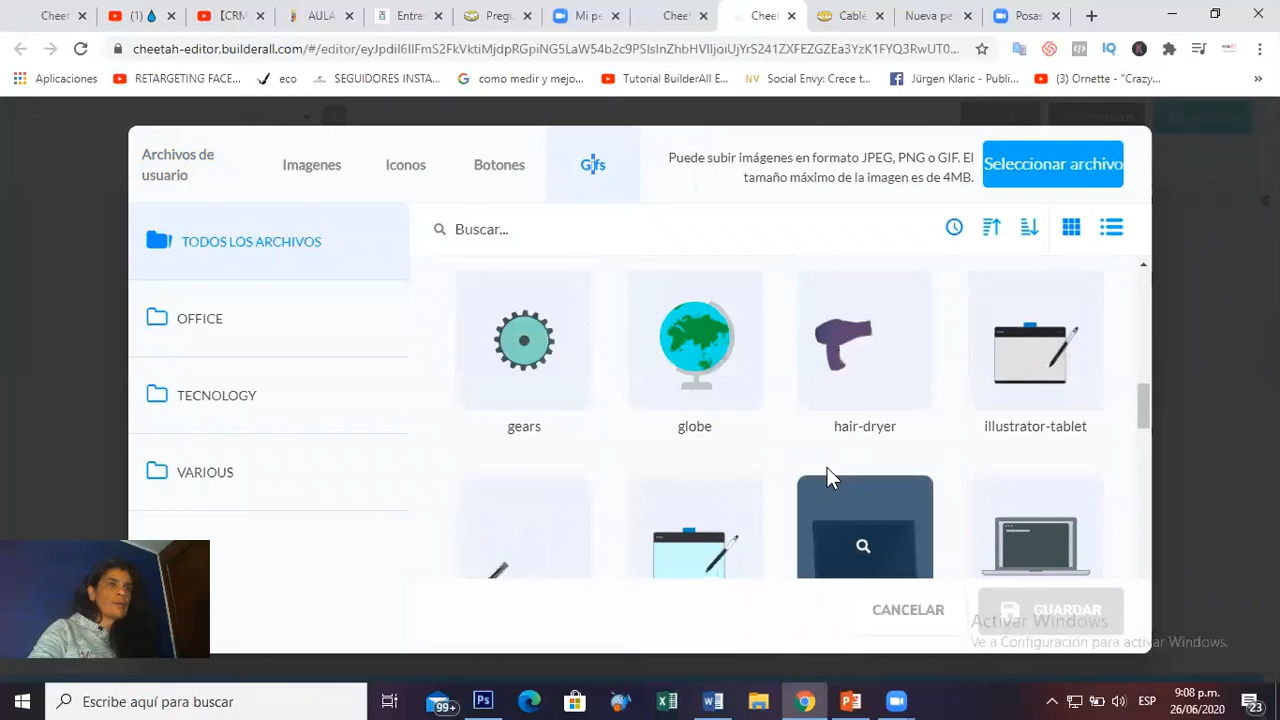 (1)
[CRM
AULA
Entre
Preg
Mi pe
Cheet
Cheet
Cable
Nueva pe
Posas
cheetah-editor.builderall.com/#/editor/
Aplicaciones
RETARGETING FACE...
eco
SEGUIDORES INSTA...
como medir y mejo...
Tutorial BuilderAll E...
NV Social Envy: Crece t...
Jürgen Klaric - Publi...
(3) Ornette - "Crazy...
»
Archivos de
usuario
Imagenes
Iconos
Botones
Gifs
Puede subir imágenes en formato JPEG, PNG o GIF. El
tamaño máximo de la imagen es de 4MB.
Seleccionar archivo
TODOS LOS ARCHIVOS
Buscar...
OFFICE
TECNOLOGY
VARIOUS
gears
globe
hair-dryer
illustrator-tablet
CANCELAR
GUARDAR
Activar Windows
Ve a Configuración para activar Windows.
Escribe aquí para buscar
99+
ESP
9:08 p.m.
26/06/2020
23